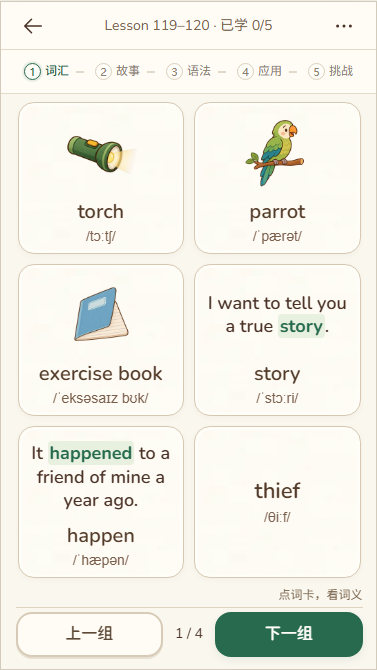 Lesson 119–120 · 已学 0/5
1 词汇 – 2 故事 – 3 语法 – 4 应用 – 5 挑战
torch
/tɔːtʃ/
parrot
/ˈpærət/
exercise book
/ˈeksəsaɪz bʊk/
I want to tell you
a true story.
story
/ˈstɔːri/
It happened to a
friend of mine a
year ago.
happen
/ˈhæpən/
thief
/θiːf/
点词卡，看词义
上一组
1 / 4
下一组